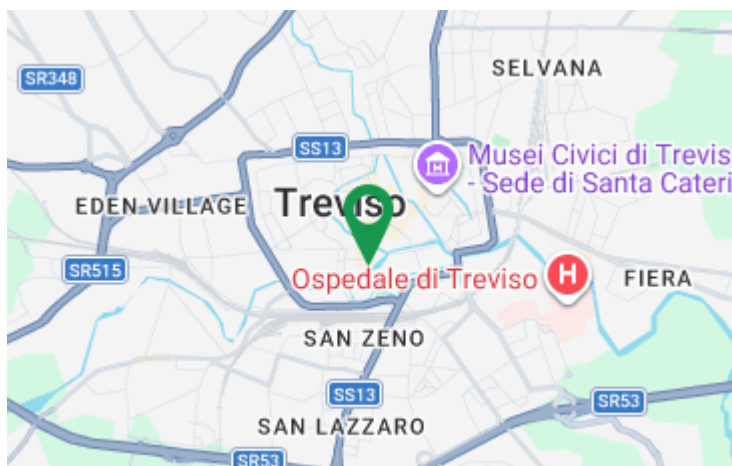 SELVANA
SR348
SS13
Musei Civici di Trevis
- Sede di Santa Cateri
EDEN VILLAGE
Treviso
SR515
Ospedale di Treviso
H
FIERA
SAN ZENO
SS13
SR53
SAN LAZZARO
SR53